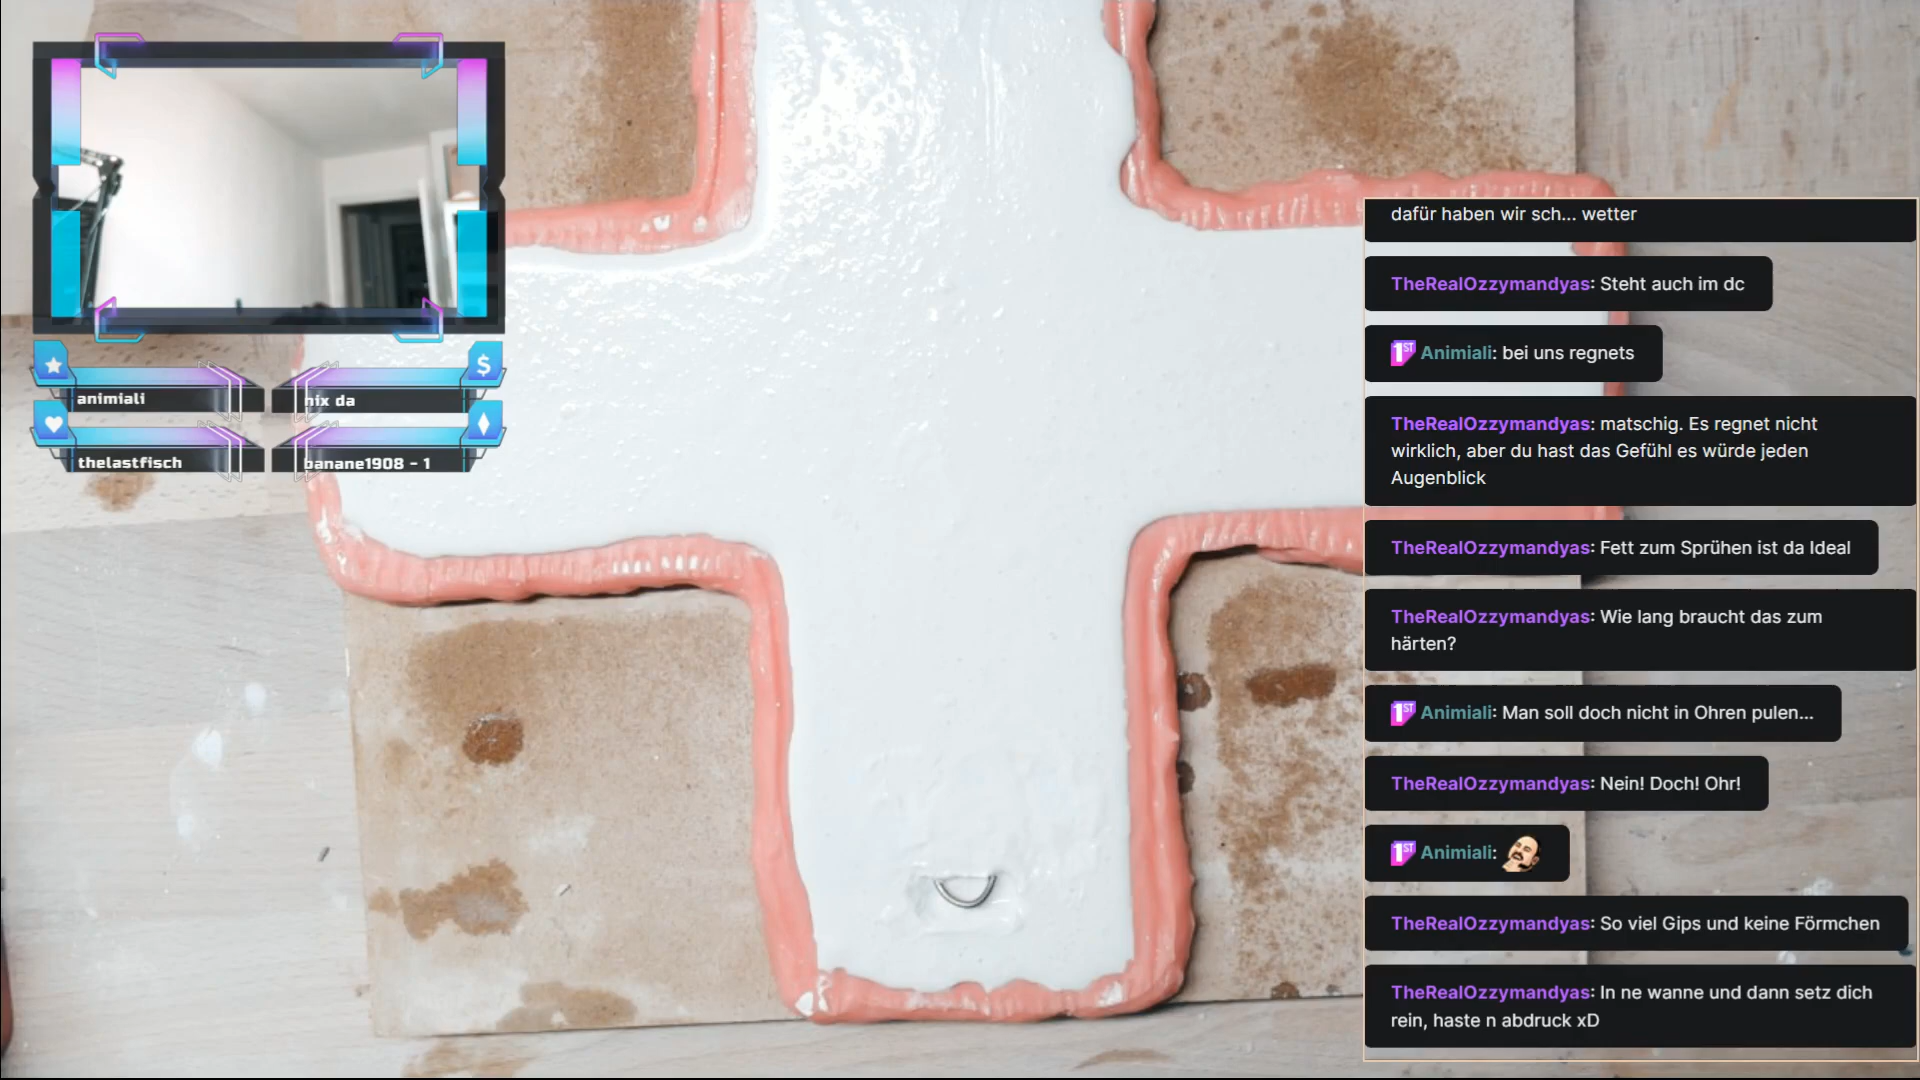 animiali
nix da
thelastfisch
banane1908 - 1
dafür haben wir sch... wetter
TheRealOzzymandyas: Steht auch im dc
1ST Animiali: bei uns regnets
TheRealOzzymandyas: matschig. Es regnet nicht
wirklich, aber du hast das Gefühl es würde jeden
Augenblick
TheRealOzzymandyas: Fett zum Sprühen ist da Ideal
TheRealOzzymandyas: Wie lang braucht das zum
härten?
1ST Animiali: Man soll doch nicht in Ohren pulen...
TheRealOzzymandyas: Nein! Doch! Ohr!
1ST Animiali:
TheRealOzzymandyas: So viel Gips und keine Förmchen
TheRealOzzymandyas: In ne wanne und dann setz dich
rein, haste n abdruck xD